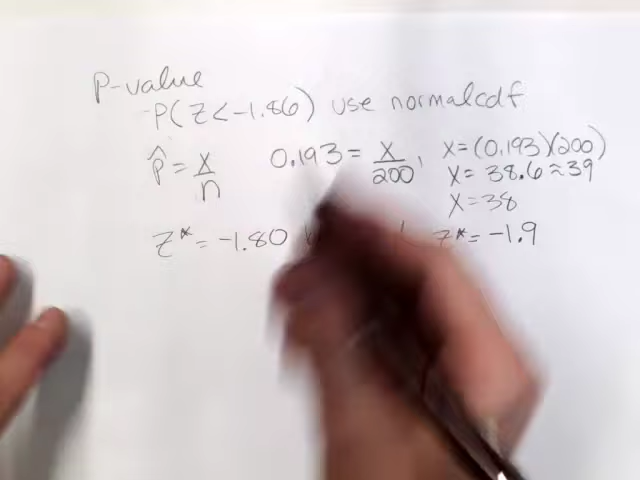 P-value
P(Z<-1.86) use normalcdf
p̂ = x/n 0.193 = x/200, x=(0.193)(200)
x = 38.6 ≈ 39
x = 38
z* = -1.80 z* = -1.9